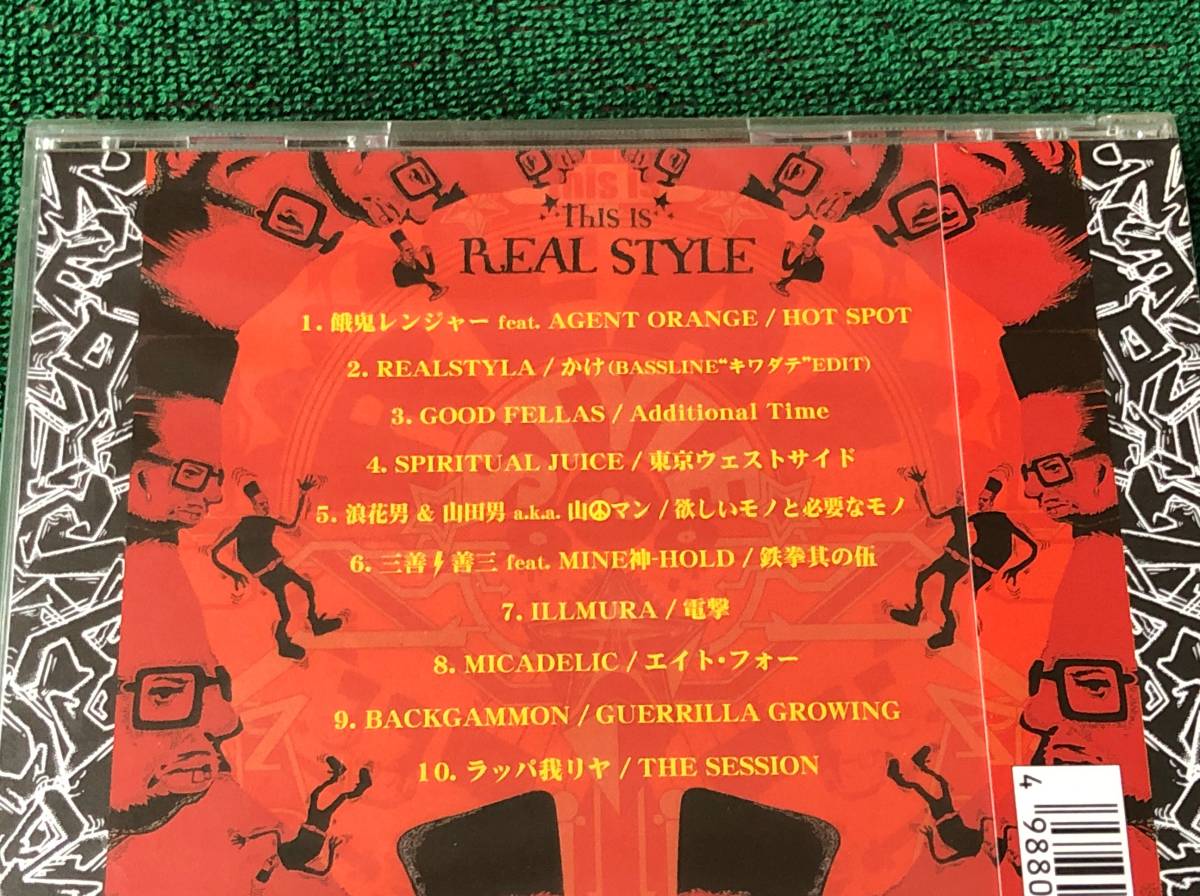 This is
REAL STYLE
1. 餓鬼レンジャー feat. AGENT ORANGE / HOT SPOT
2. REALSTYLA / かけ (BASSLINE“キワダテ”EDIT)
3. GOOD FELLAS / Additional Time
4. SPIRITUAL JUICE / 東京ウェストサイド
5. 浪花男 & 山田男 a.k.a. 山☮マン / 欲しいモノと必要なモノ
6. 三善⚡善三 feat. MINE神-HOLD / 鉄拳其の伍
7. ILLMURA / 電撃
8. MICADELIC / エイト・フォー
9. BACKGAMMON / GUERRILLA GROWING
10. ラッパ我リヤ / THE SESSION
4 9880